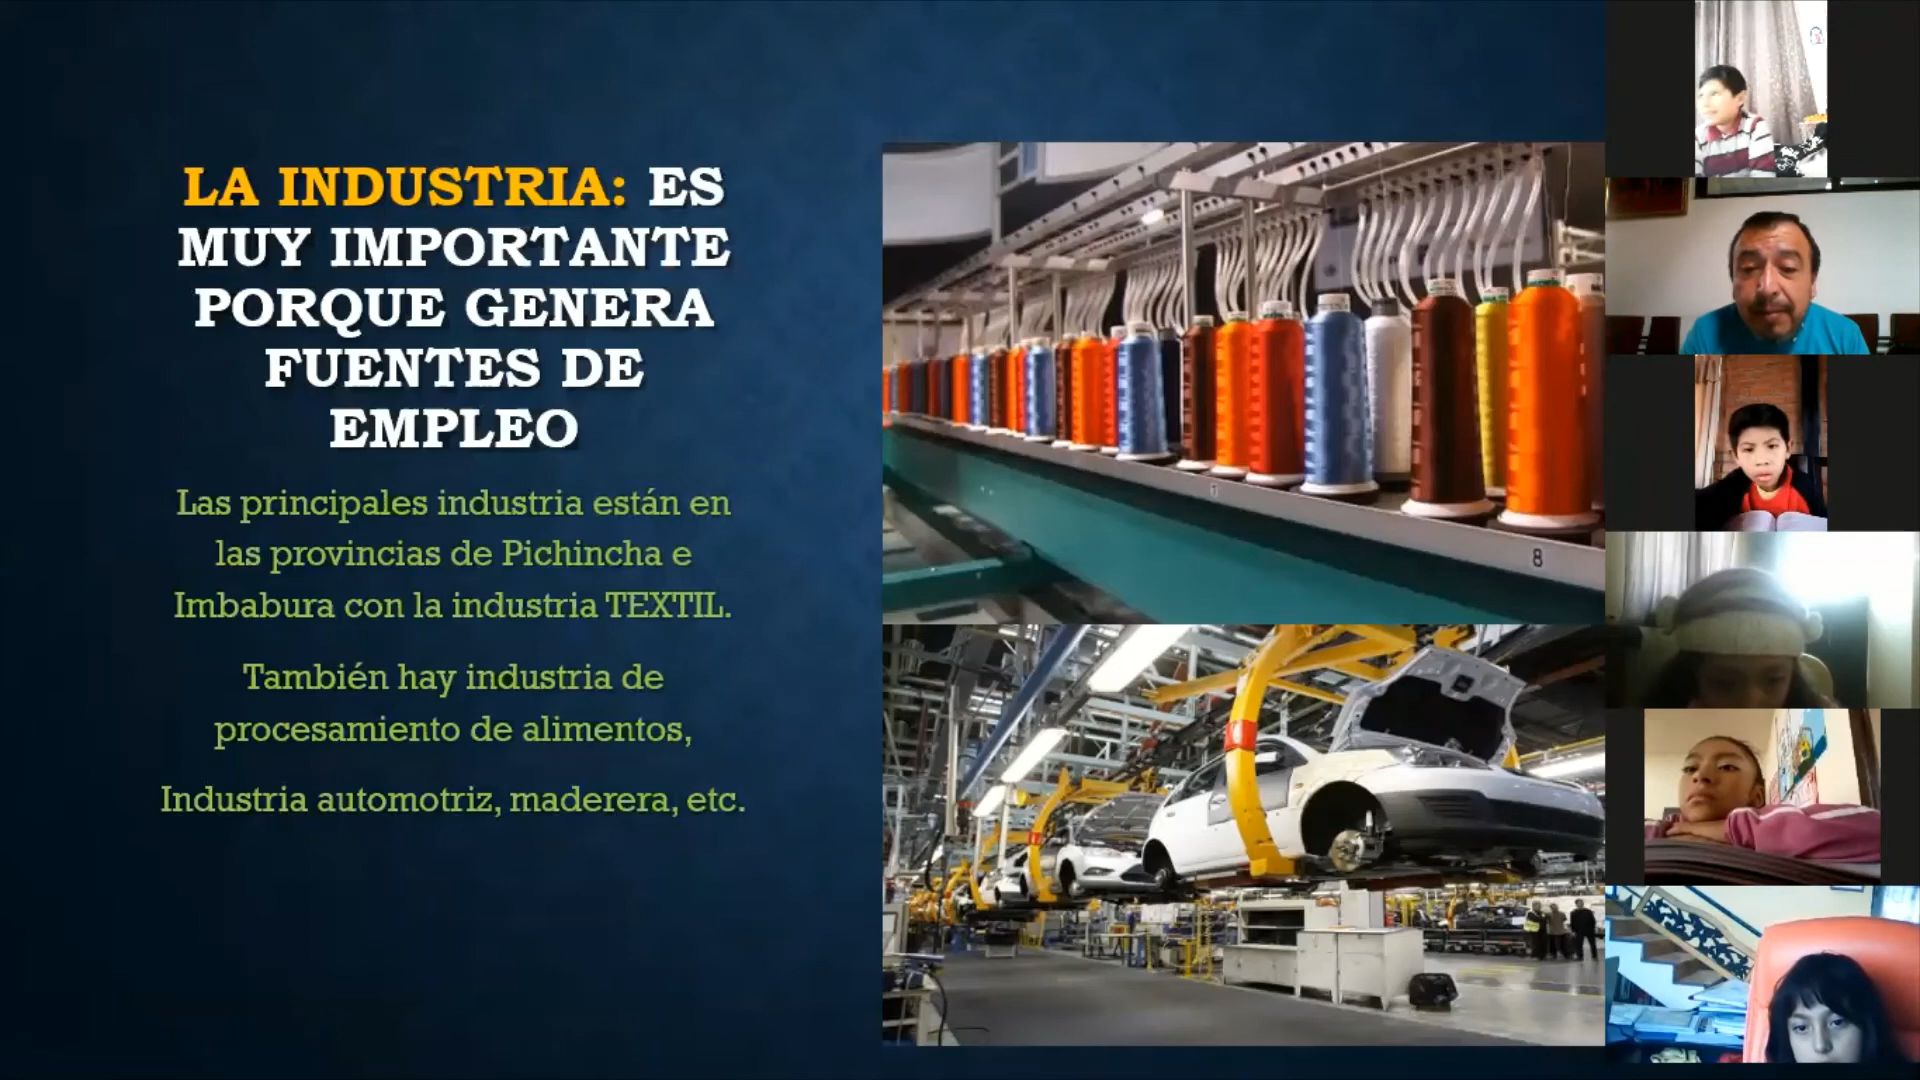 LA INDUSTRIA: ES
MUY IMPORTANTE
PORQUE GENERA
FUENTES DE
EMPLEO
Las principales industria están en
las provincias de Pichincha e
Imbabura con la industria TEXTIL.
También hay industria de
procesamiento de alimentos,
Industria automotriz, maderera, etc.
8